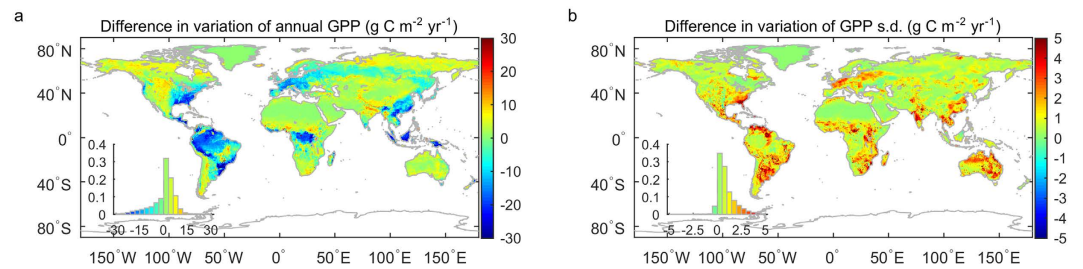 a
Difference in variation of annual GPP (g C m-2 yr-1)
80°N
40°N
0°
40°S
80°S
0.4
0.3
0.2
0.1
0
-30 -15 0 15 30
150°W 100°W 50°W 0° 50°E 100°E 150°E
30
20
10
0
-10
-20
-30
b
Difference in variation of GPP s.d. (g C m-2 yr-1)
80°N
40°N
0°
40°S
80°S
0.4
0.3
0.2
0.1
0
-5 -2.5 0 2.5 5
150°W 100°W 50°W 0° 50°E 100°E 150°E
5
4
3
2
1
0
-1
-2
-3
-4
-5